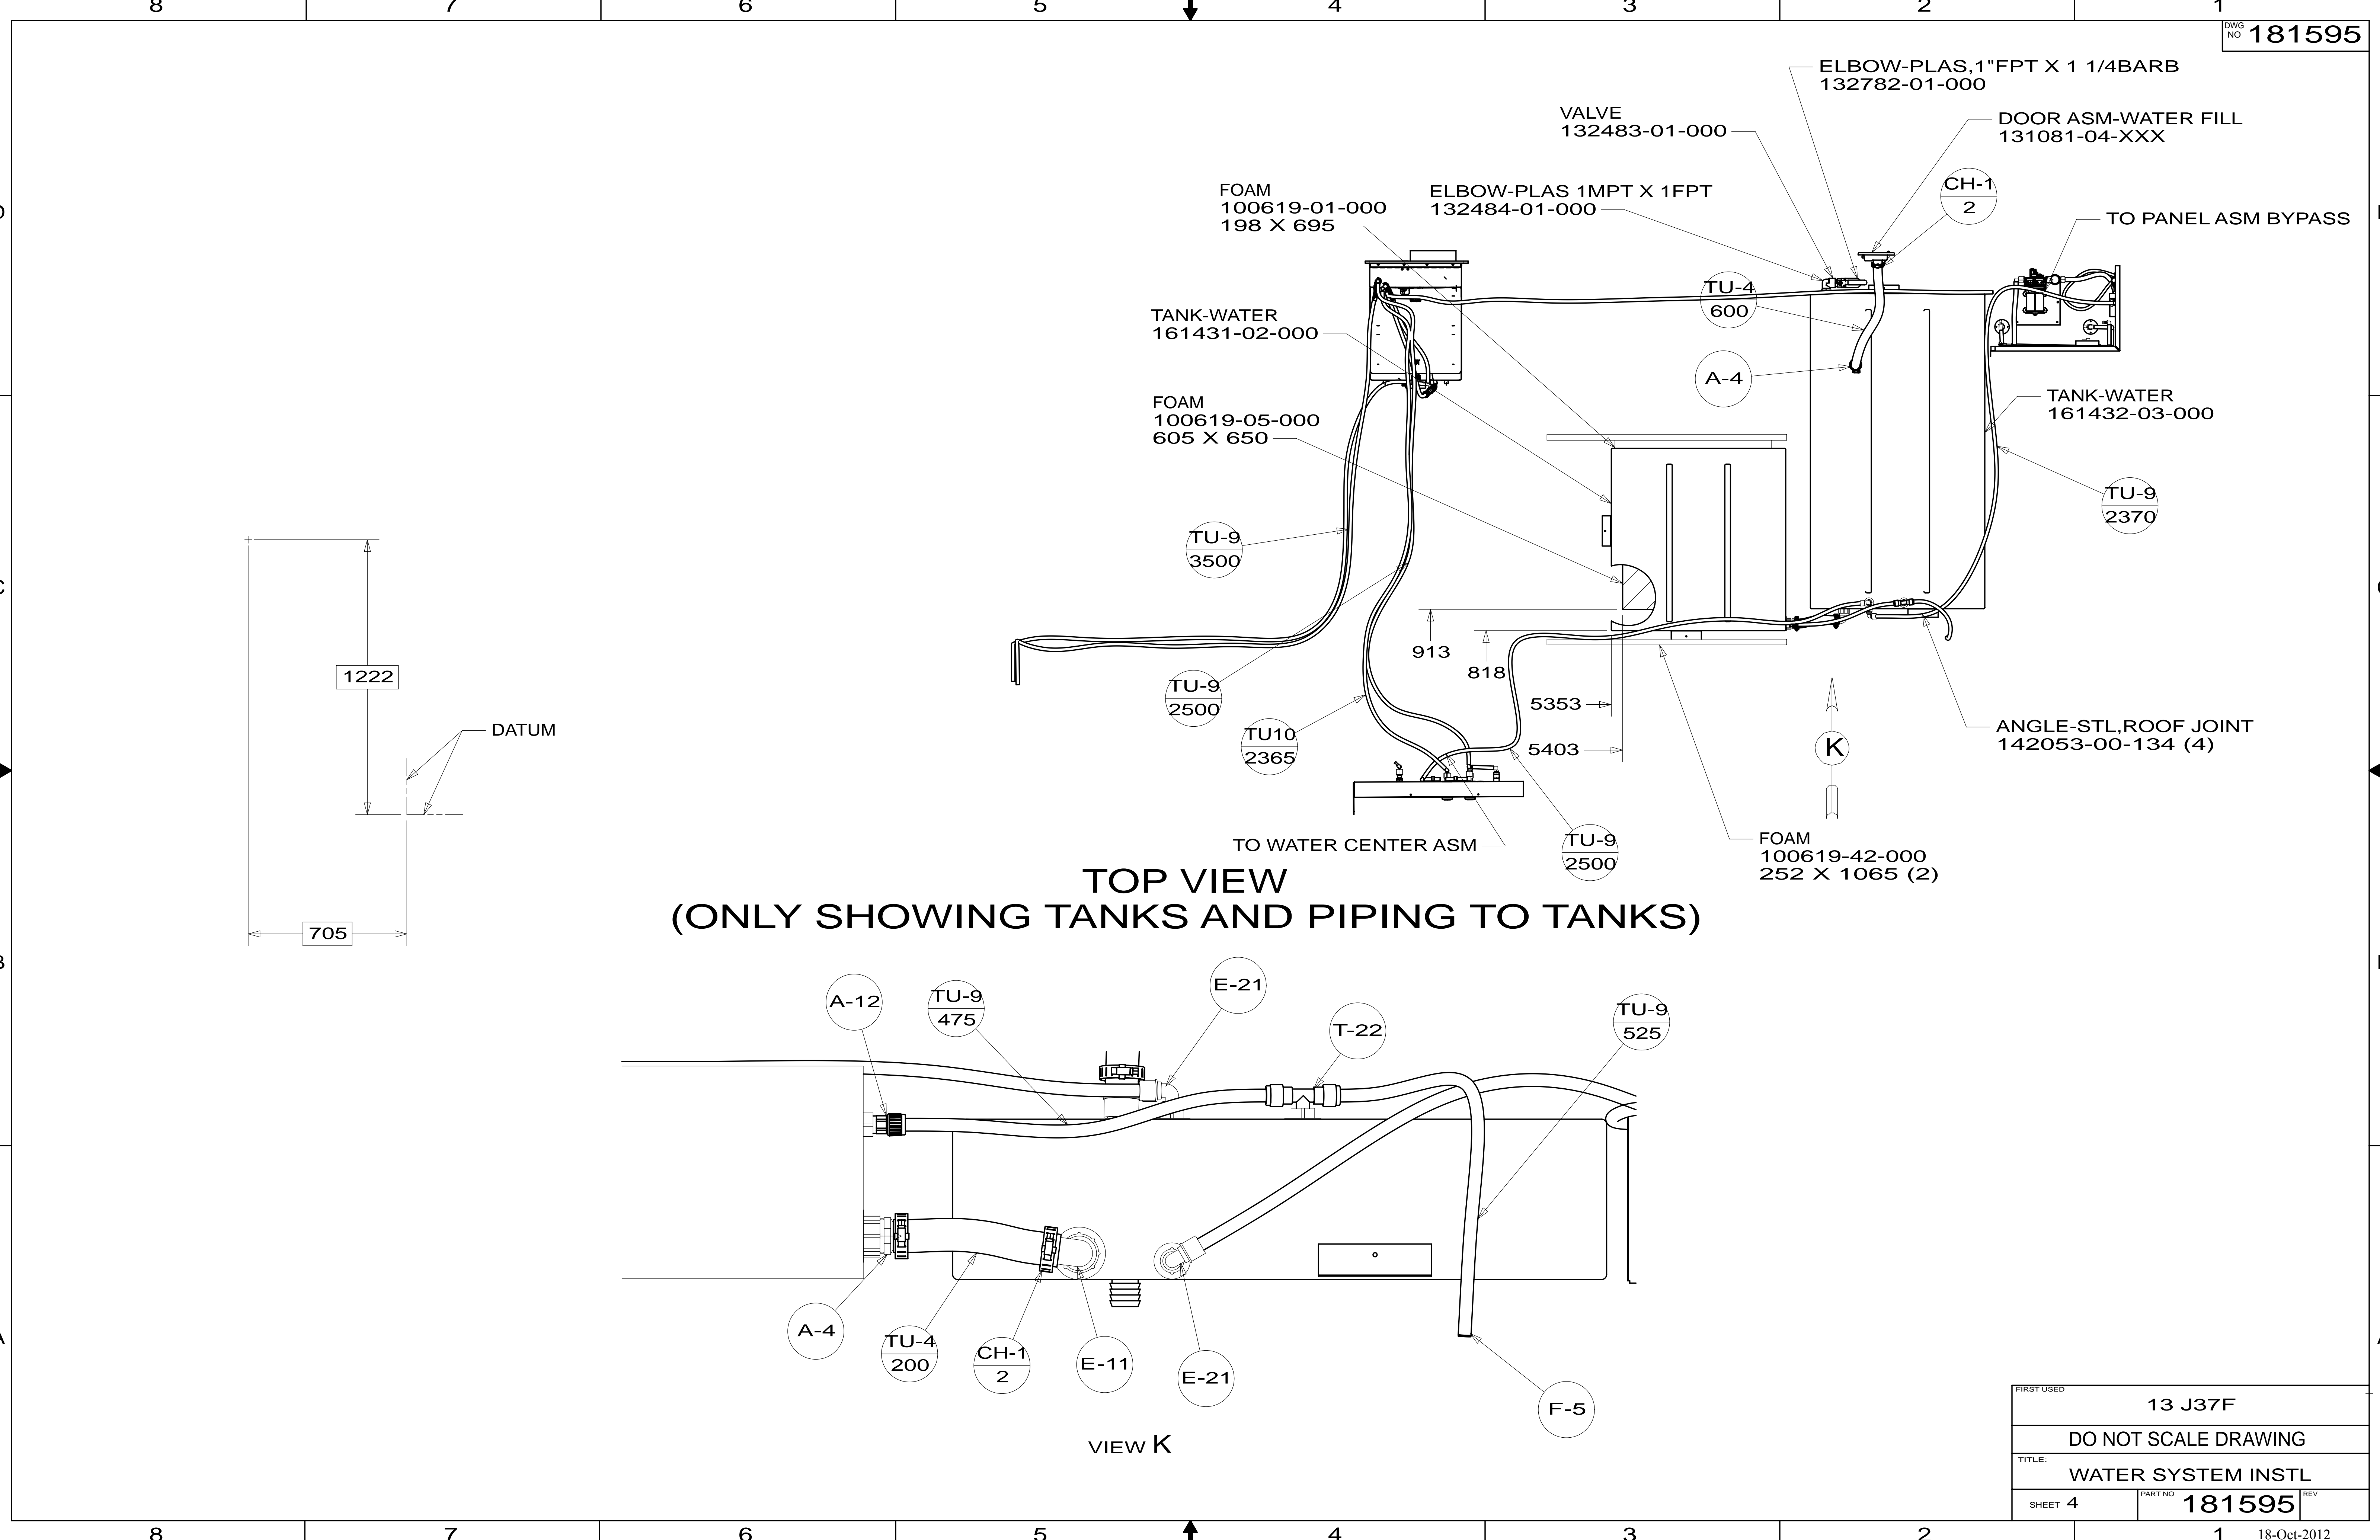 8 7 6 5 4 3 2 1
DWG NO 181595
ELBOW-PLAS,1"FPT X 1 1/4BARB
132782-01-000
VALVE
132483-01-000
DOOR ASM-WATER FILL
131081-04-XXX
FOAM
100619-01-000
198 X 695
ELBOW-PLAS 1MPT X 1FPT
132484-01-000
CH-1
2
TO PANEL ASM BYPASS
TU-4
600
TANK-WATER
161431-02-000
A-4
FOAM
100619-05-000
605 X 650
TANK-WATER
161432-03-000
TU-9
2370
TU-9
3500
1222
DATUM
705
913
818
5353
5403
TU-9
2500
TU10
2365
K
ANGLE-STL,ROOF JOINT
142053-00-134 (4)
TO WATER CENTER ASM
TU-9
2500
FOAM
100619-42-000
252 X 1065 (2)
TOP VIEW
(ONLY SHOWING TANKS AND PIPING TO TANKS)
A-12
TU-9
475
E-21
T-22
TU-9
525
A-4
TU-4
200
CH-1
2
E-11
E-21
F-5
VIEW K
FIRST USED
13 J37F
DO NOT SCALE DRAWING
TITLE:
WATER SYSTEM INSTL
SHEET 4
PART NO 181595
REV
8 7 6 5 4 3 2 1
18-Oct-2012